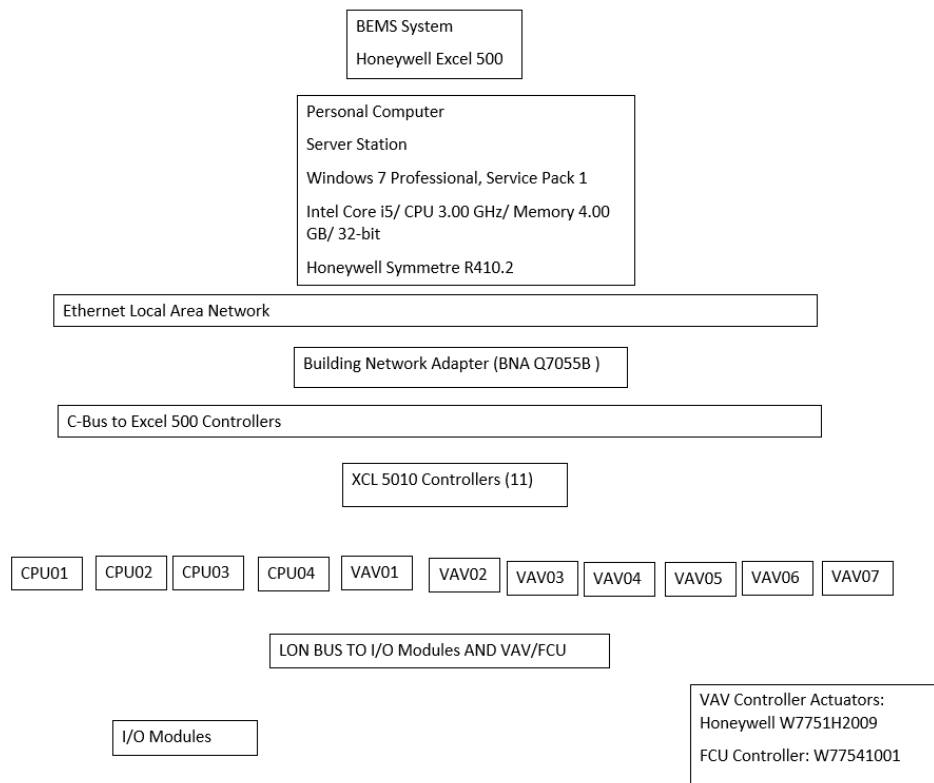 BEMS System
Honeywell Excel 500
Personal Computer
Server Station
Windows 7 Professional, Service Pack 1
Intel Core i5/ CPU 3.00 GHz/ Memory 4.00
GB/ 32-bit
Honeywell Symmetre R410.2
Ethernet Local Area Network
Building Network Adapter (BNA Q7055B )
C-Bus to Excel 500 Controllers
XCL 5010 Controllers (11)
CPU01 CPU02 CPU03 CPU04 VAV01 VAV02 VAV03 VAV04 VAV05 VAV06 VAV07
LON BUS TO I/O Modules AND VAV/FCU
I/O Modules
VAV Controller Actuators:
Honeywell W7751H2009
FCU Controller: W77541001